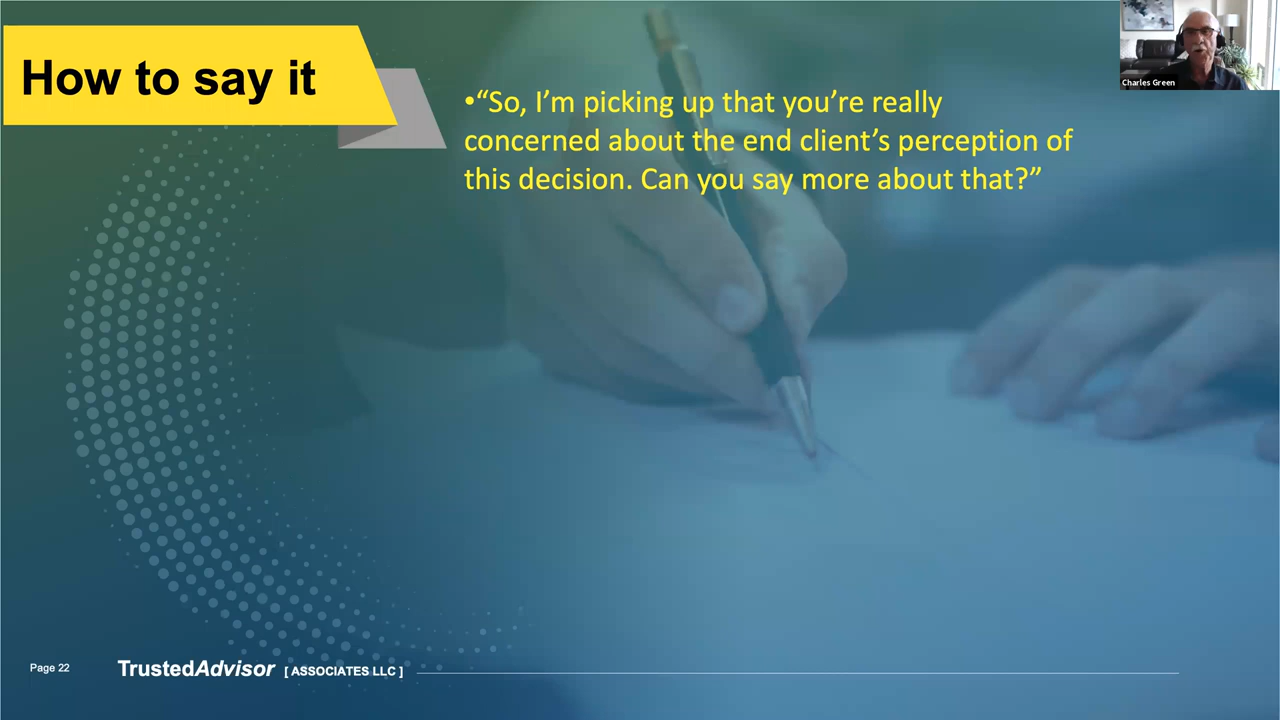 How to say it
•“So, I’m picking up that you’re really
concerned about the end client’s perception of
this decision. Can you say more about that?”
Charles Green
Page 22
TrustedAdvisor [ ASSOCIATES LLC ]